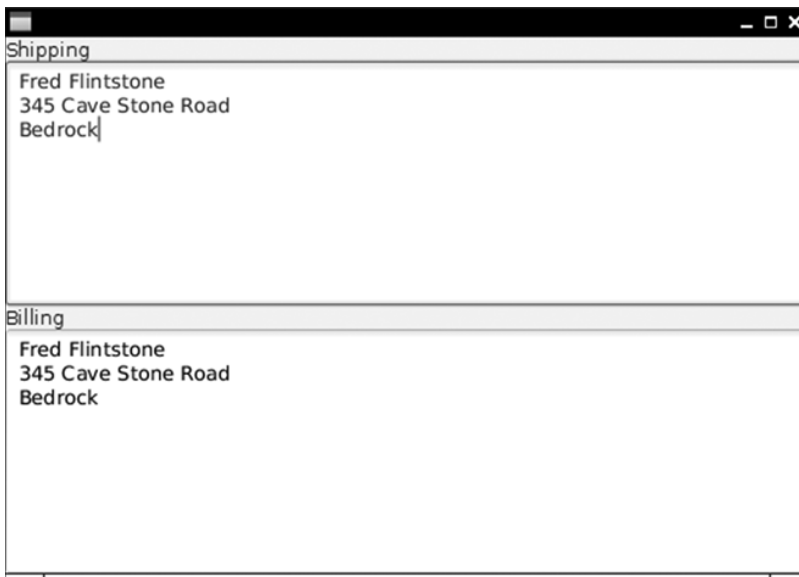 Shipping
Fred Flintstone
345 Cave Stone Road
Bedrock
Billing
Fred Flintstone
345 Cave Stone Road
Bedrock